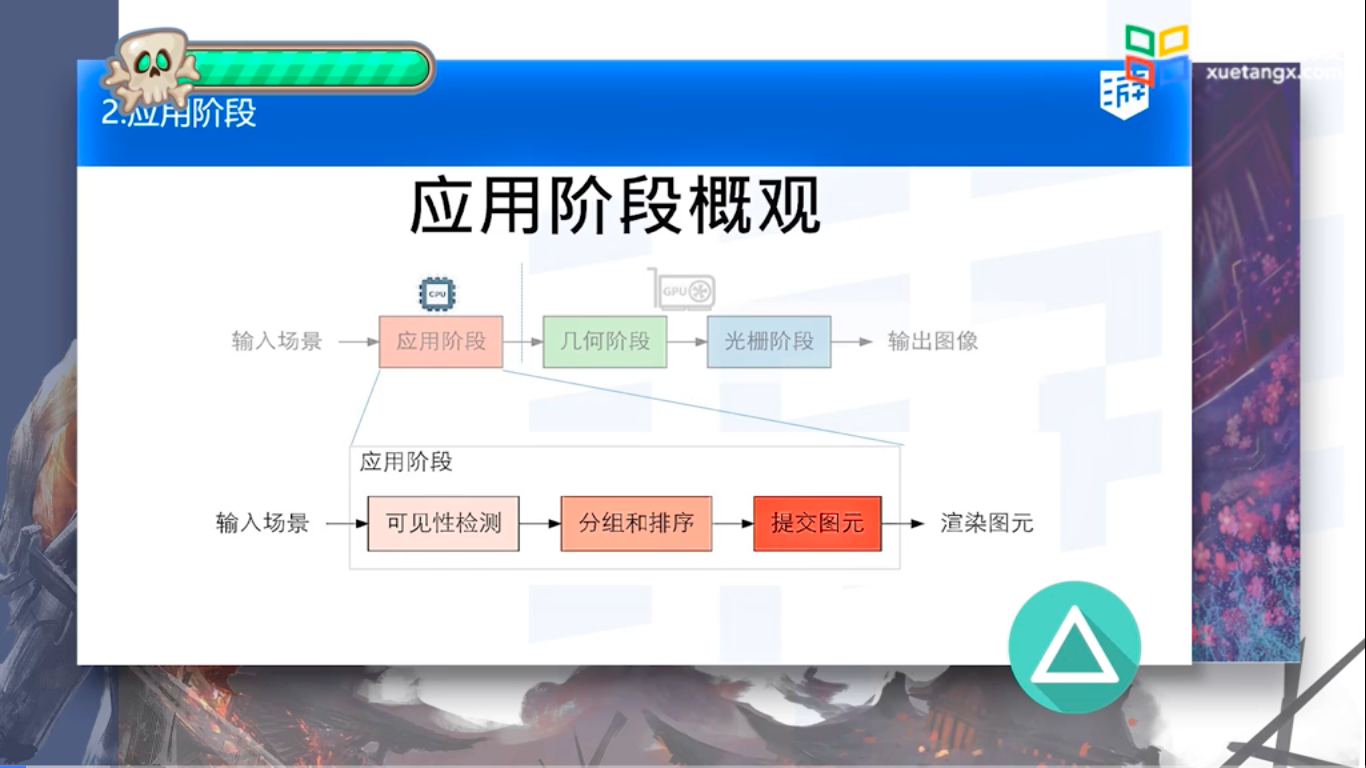 xuetangx.com
游
2.应用阶段
应用阶段概观
CPU
GPU
输入场景 应用阶段 几何阶段 光栅阶段 输出图像
应用阶段
输入场景 可见性检测 分组和排序 提交图元 渲染图元